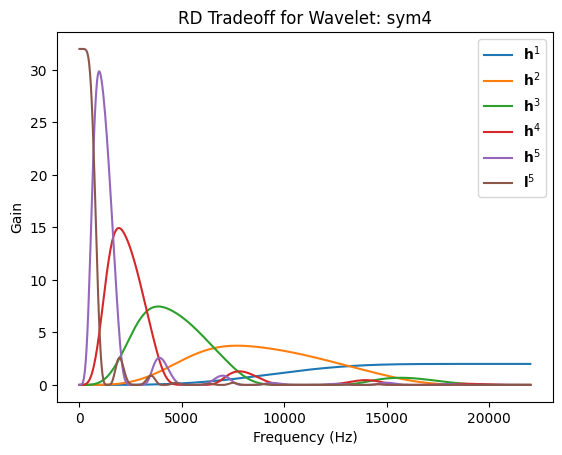 RD Tradeoff for Wavelet: sym4
h¹
h²
h³
h⁴
h⁵
l⁵
Gain
30
25
20
15
10
5
0
0 5000 10000 15000 20000
Frequency (Hz)